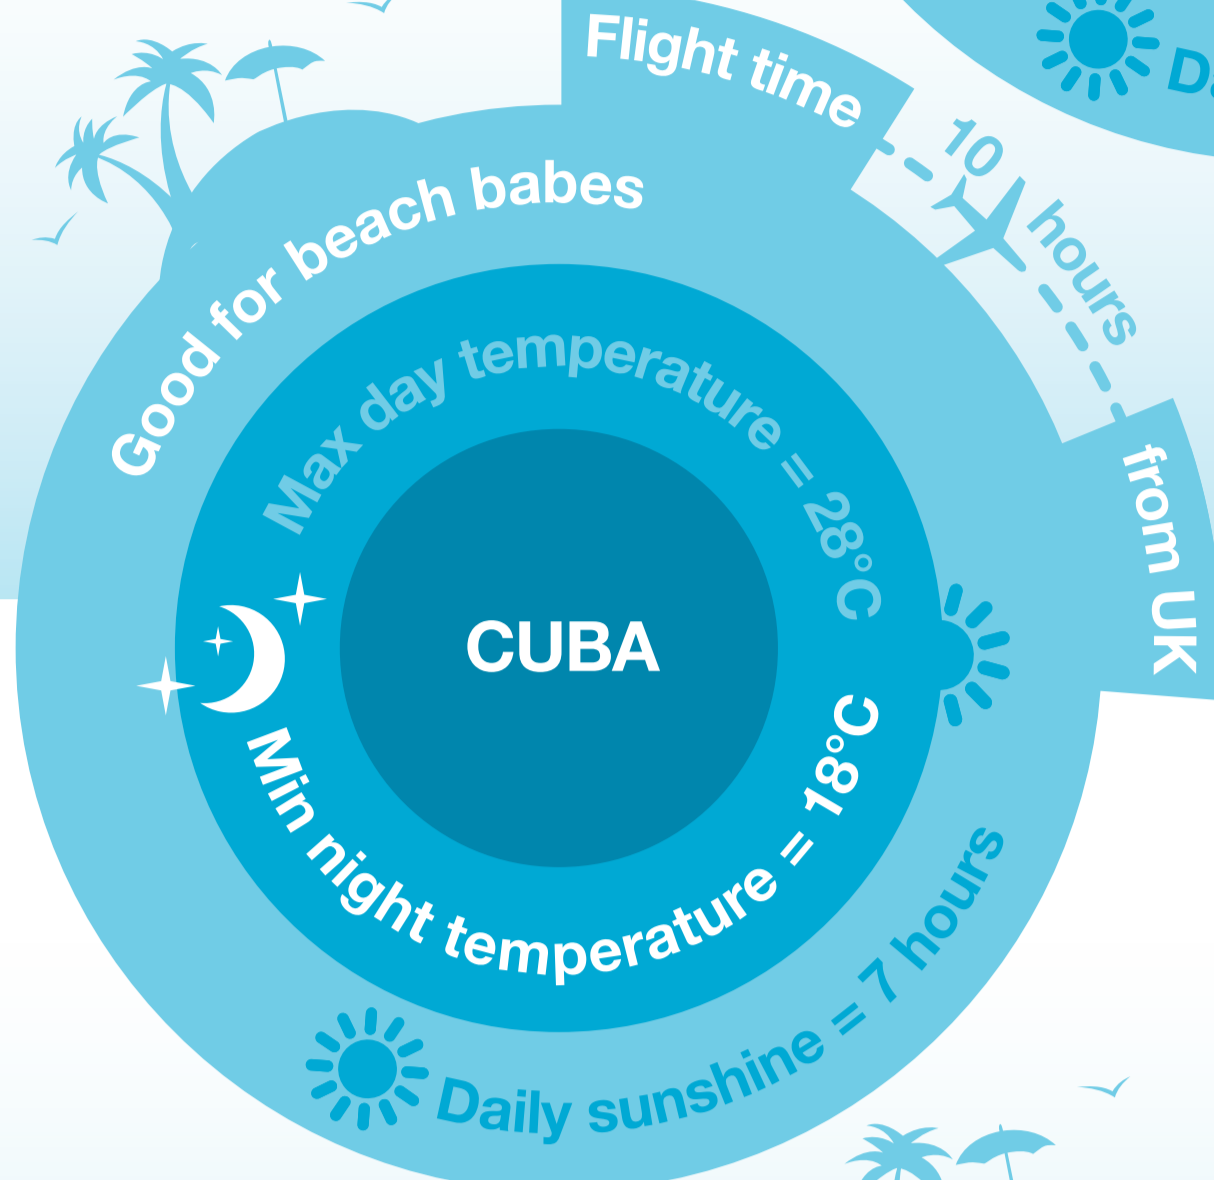 Flight time
10 hours
from UK
Good for beach babes
Max day temperature = 28°C
CUBA
Min night temperature = 18°C
Daily sunshine = 7 hours